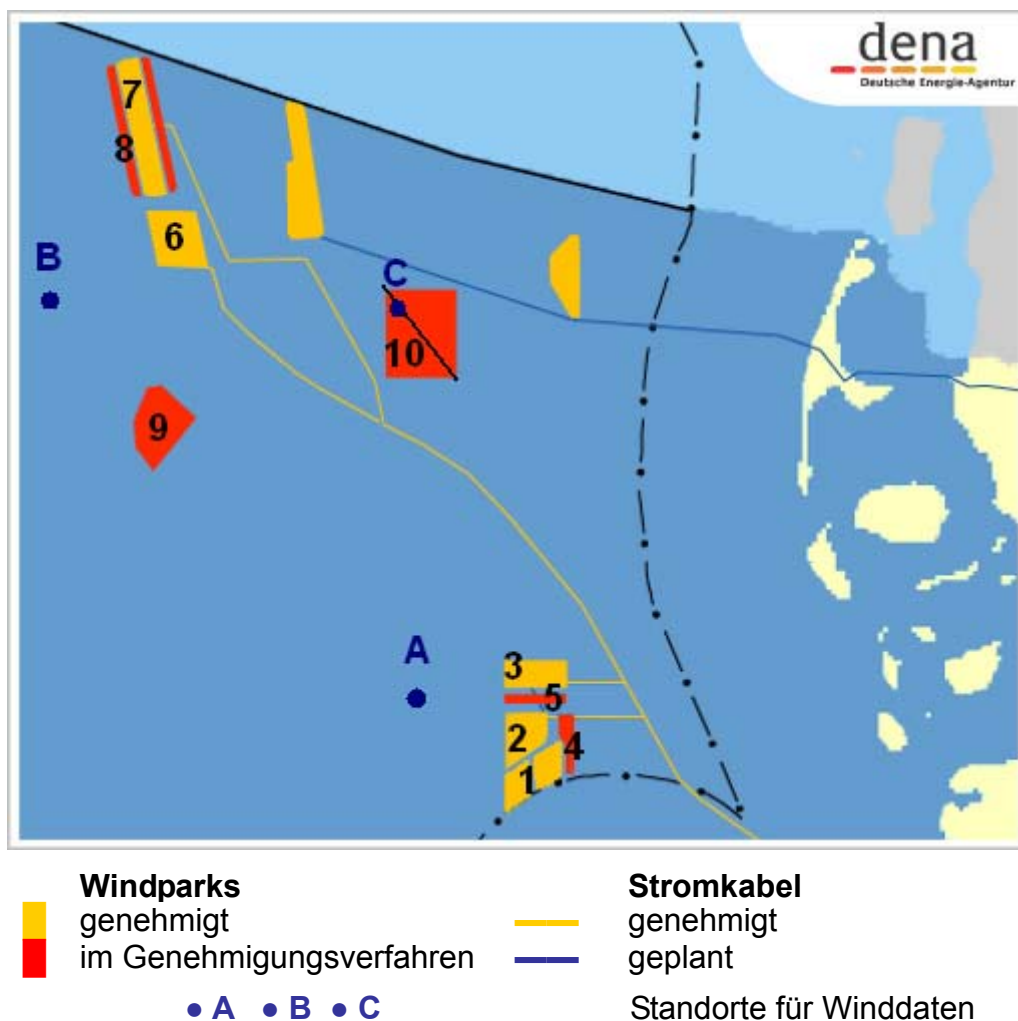 dena
Deutsche Energie-Agentur
7
8
6
B
C
10
9
A
3
5
2
4
1
Windparks Stromkabel
genehmigt genehmigt
im Genehmigungsverfahren geplant
• A • B • C Standorte für Winddaten